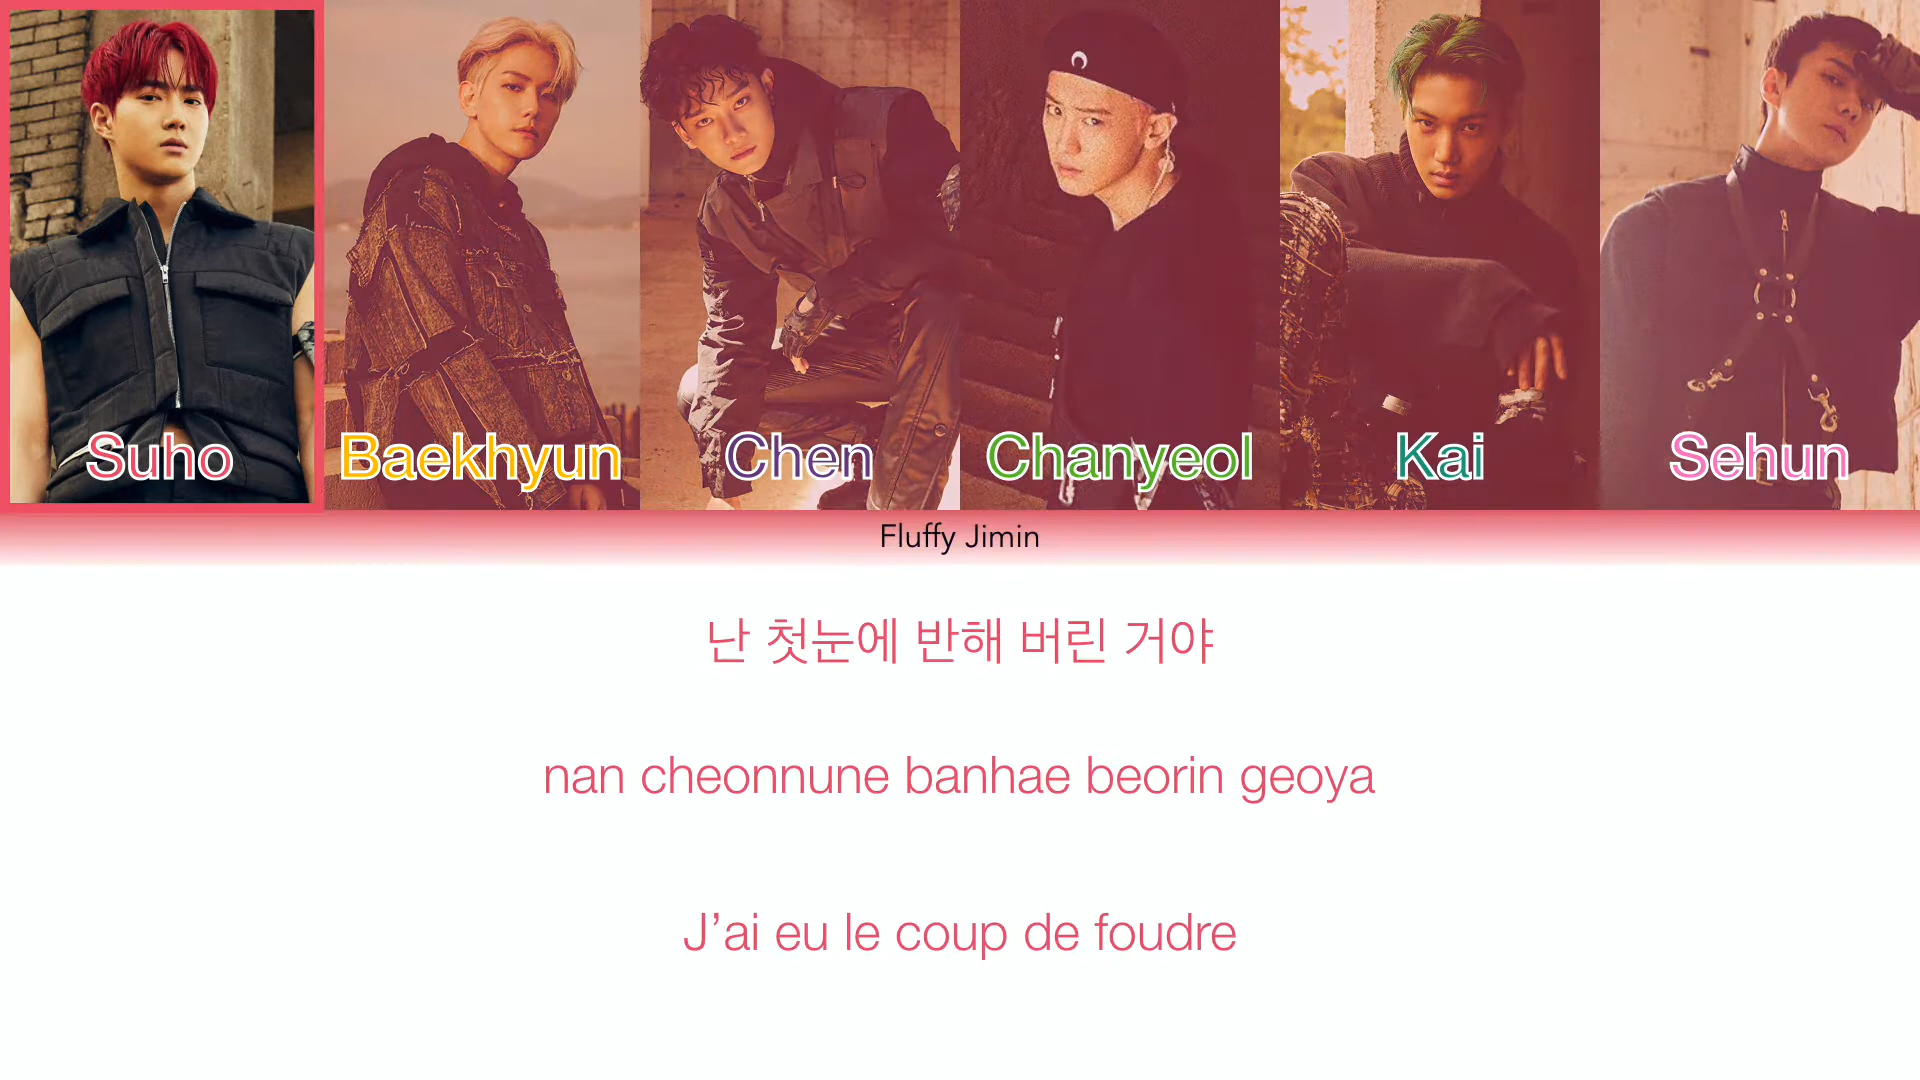 Suho
Baekhyun
Chen
Chanyeol
Kai
Sehun
Fluffy Jimin
난 첫눈에 반해 버린 거야
nan cheonnune banhae beorin geoya
J’ai eu le coup de foudre